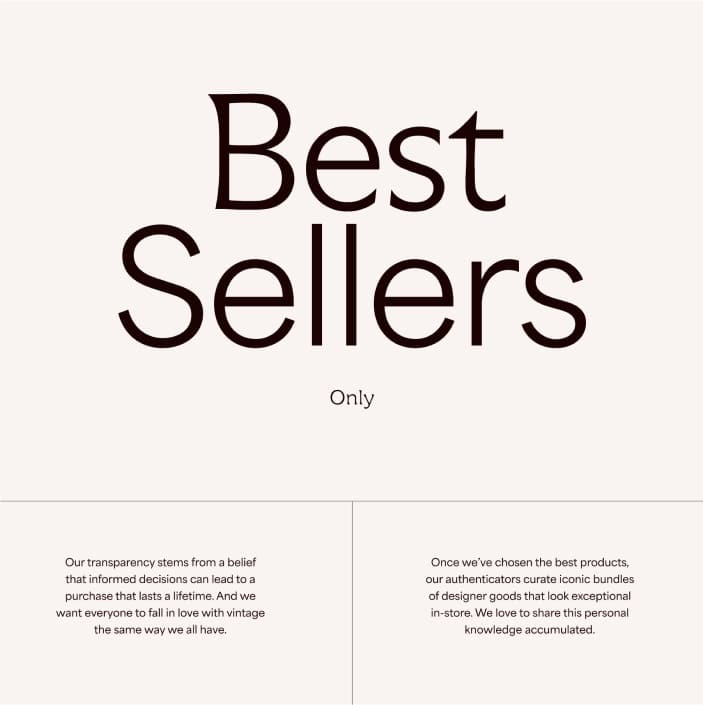 Best
Sellers
Only
Our transparency stems from a belief
that informed decisions can lead to a
purchase that lasts a lifetime. And we
want everyone to fall in love with vintage
the same way we all have.
Once we’ve chosen the best products,
our authenticators curate iconic bundles
of designer goods that look exceptional
in-store. We love to share this personal
knowledge accumulated.